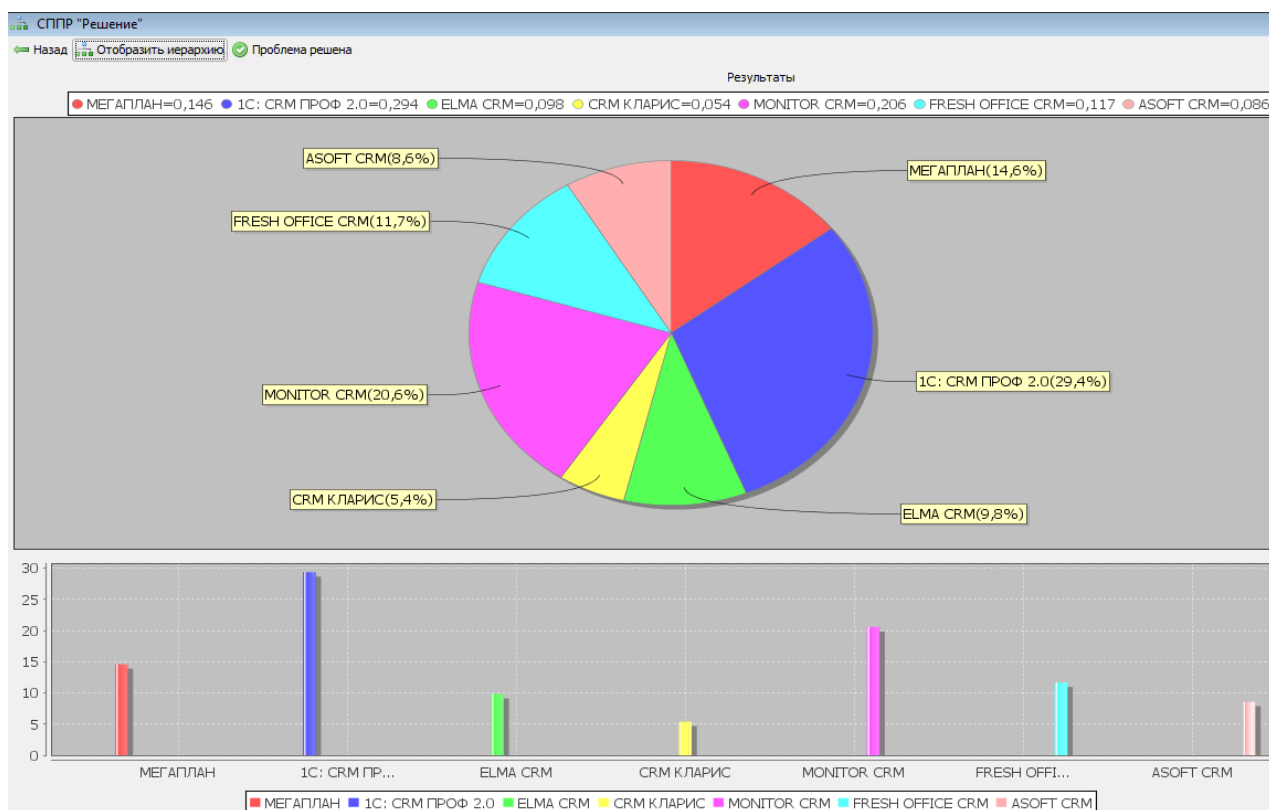 СППР "Решение"
Назад Отобразить иерархию Проблема решена
Результаты
МЕГАПЛАН=0,146 1С: CRM ПРОФ 2.0=0,294 ELMA CRM=0,098 CRM КЛАРИС=0,054 MONITOR CRM=0,206 FRESH OFFICE CRM=0,117 ASOFT CRM=0,086
ASOFT CRM(8,6%)
МЕГАПЛАН(14,6%)
FRESH OFFICE CRM(11,7%)
1С: CRM ПРОФ 2.0(29,4%)
MONITOR CRM(20,6%)
CRM КЛАРИС(5,4%)
ELMA CRM(9,8%)
30
25
20
15
10
5
0
МЕГАПЛАН 1С: CRM ПР... ELMA CRM CRM КЛАРИС MONITOR CRM FRESH OFFI... ASOFT CRM
МЕГАПЛАН 1С: CRM ПРОФ 2.0 ELMA CRM CRM КЛАРИС MONITOR CRM FRESH OFFICE CRM ASOFT CRM